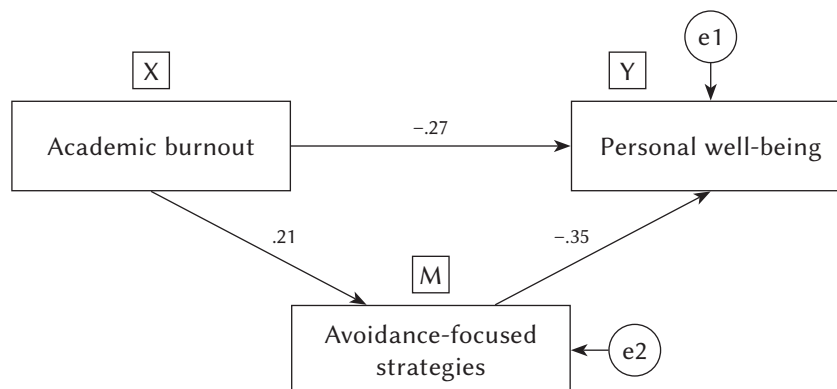 e1
X
Y
Academic burnout
−.27
Personal well-being
.21
−.35
M
Avoidance-focused
strategies
e2